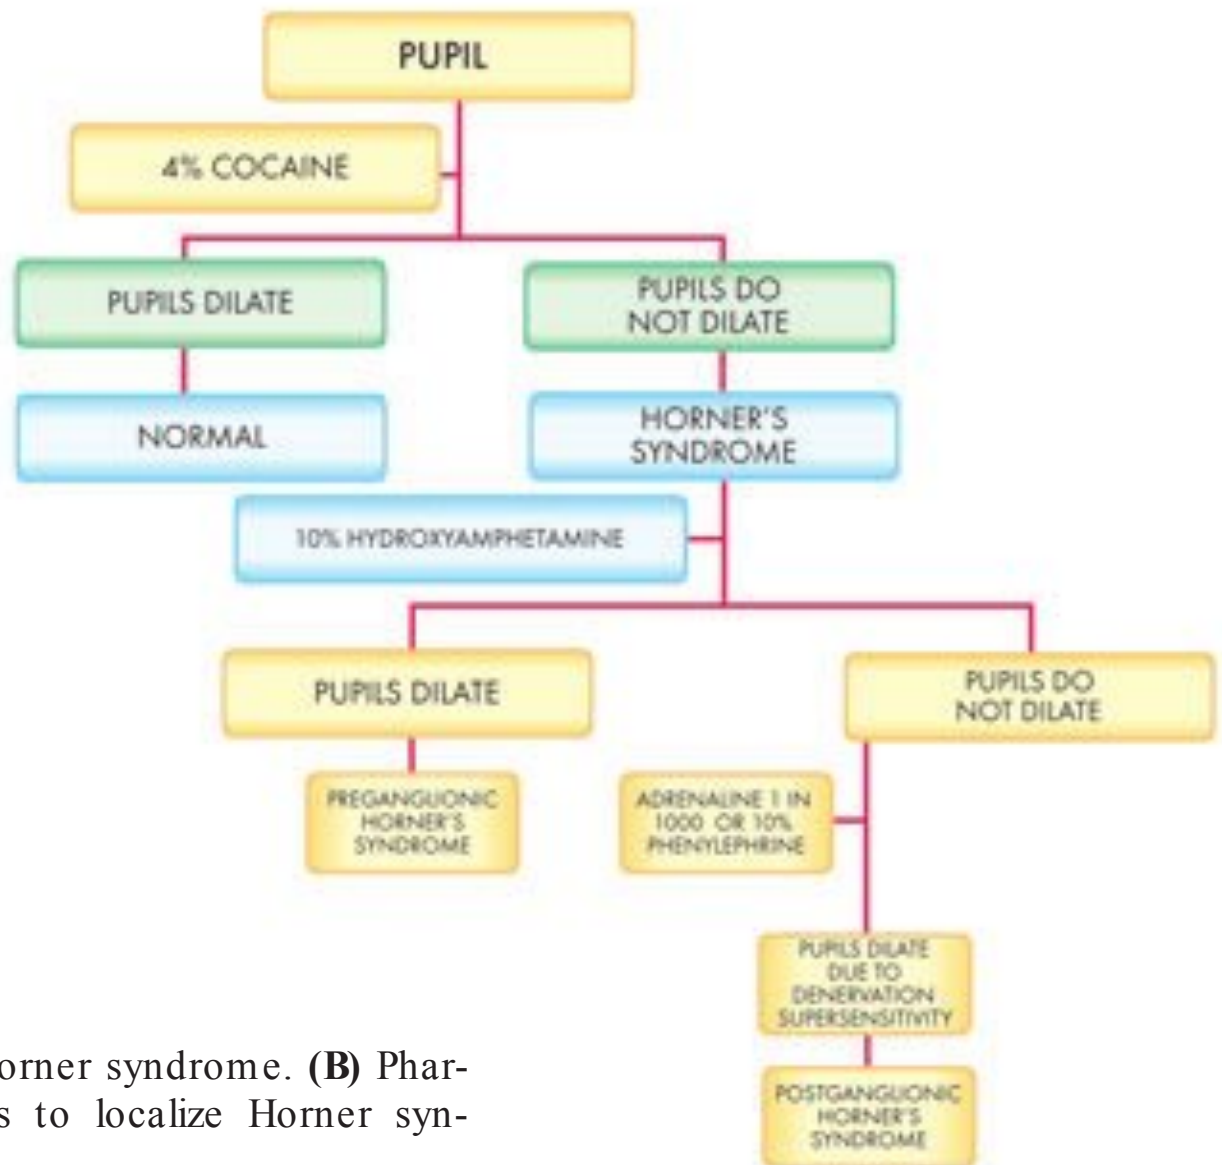 PUPIL
4% COCAINE
PUPILS DILATE
PUPILS DO
NOT DILATE
NORMAL
HORNER'S
SYNDROME
10% HYDROXYAMPHETAMINE
PUPILS DILATE
PUPILS DO
NOT DILATE
PREGANGLIONIC
HORNER'S
SYNDROME
ADRENALINE 1 IN
1000 OR 10%
PHENYLEPHRINE
PUPILS DILATE
DUE TO
DENERVATION
SUPERSENSITIVITY
POSTGANGLIONIC
HORNER'S
SYNDROME
orner syndrome. (B) Phar-
s to localize Horner syn-